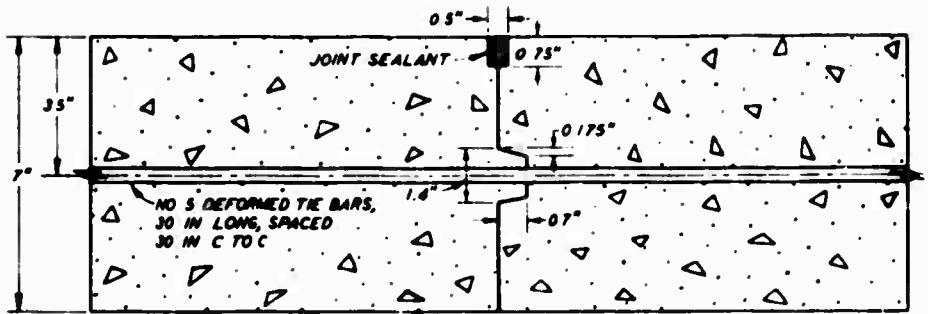 0.5"
JOINT SEALANT
0.75"
3.5"
0.175"
7"
1.4"
NO 5 DEFORMED TIE BARS,
30 IN LONG, SPACED
30 IN C TO C
0.7"